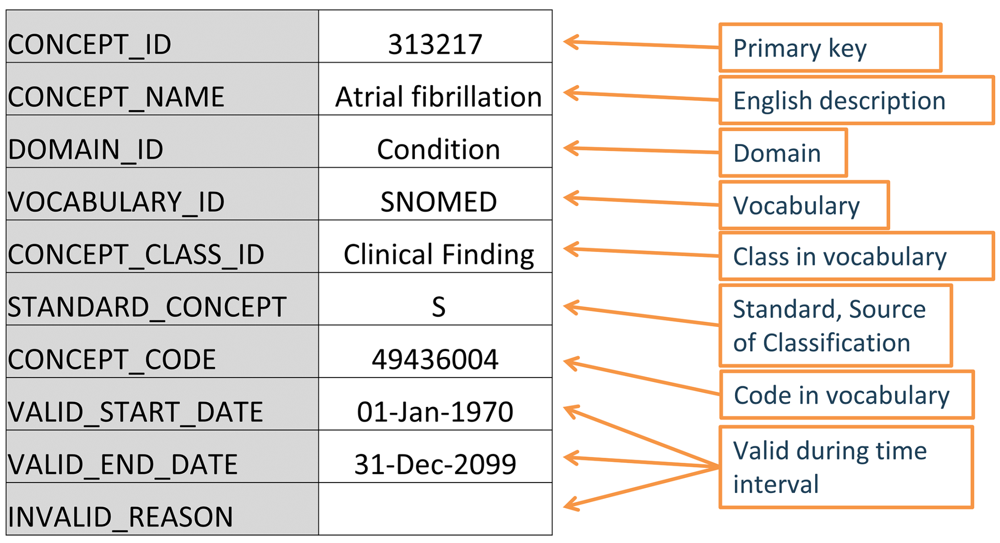 CONCEPT_ID 313217 Primary key
CONCEPT_NAME Atrial fibrillation English description
DOMAIN_ID Condition Domain
VOCABULARY_ID SNOMED Vocabulary
CONCEPT_CLASS_ID Clinical Finding Class in vocabulary
STANDARD_CONCEPT S Standard, Source
of Classification
CONCEPT_CODE 49436004 Code in vocabulary
VALID_START_DATE 01-Jan-1970
VALID_END_DATE 31-Dec-2099 Valid during time
interval
INVALID_REASON